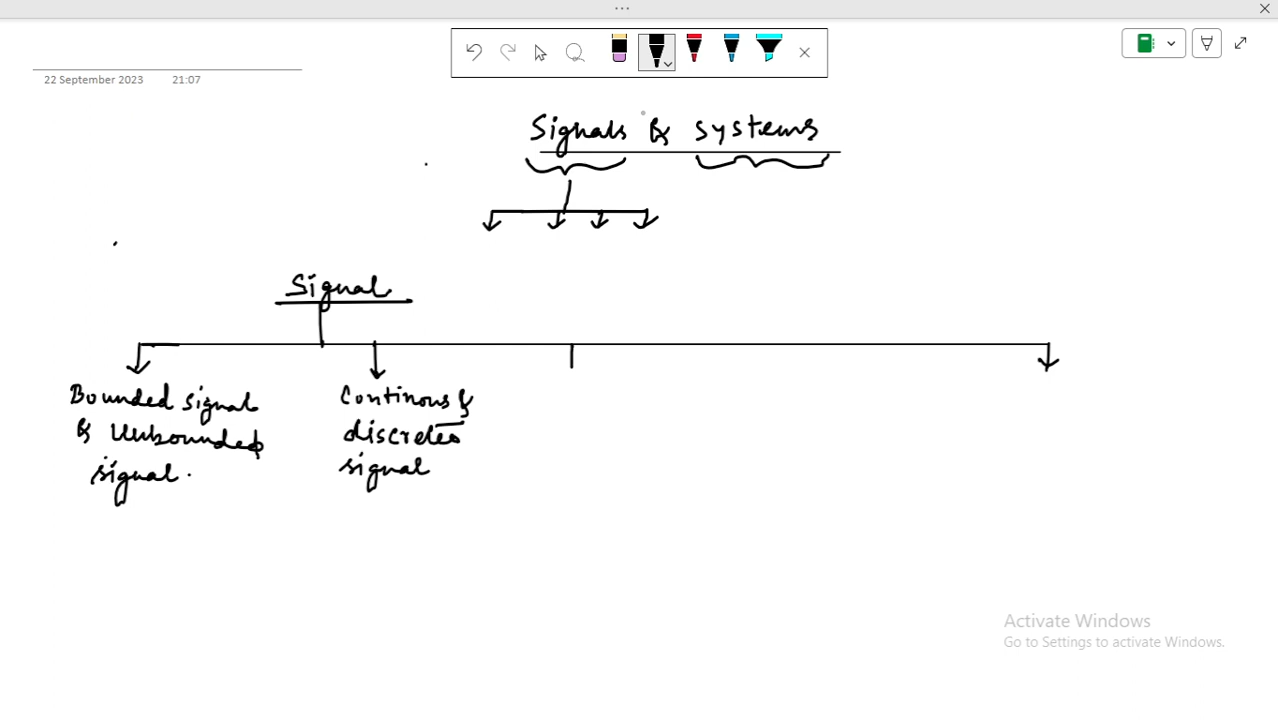 22 September 2023 21:07
Signals & systems
Signal
Bounded signal
& Unbounded
signal.
Continous &
discretes
signal
Activate Windows
Go to Settings to activate Windows.